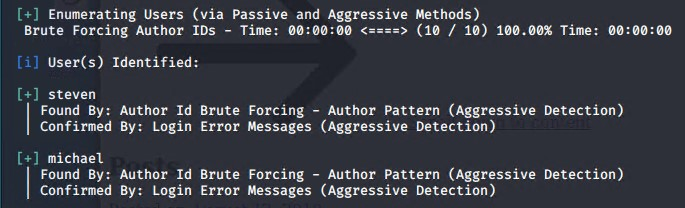 [+] Enumerating Users (via Passive and Aggressive Methods)
Brute Forcing Author IDs - Time: 00:00:00 <====> (10 / 10) 100.00% Time: 00:00:00
[i] User(s) Identified:
[+] steven
| Found By: Author Id Brute Forcing - Author Pattern (Aggressive Detection)
| Confirmed By: Login Error Messages (Aggressive Detection)
[+] michael
| Found By: Author Id Brute Forcing - Author Pattern (Aggressive Detection)
| Confirmed By: Login Error Messages (Aggressive Detection)
Posts